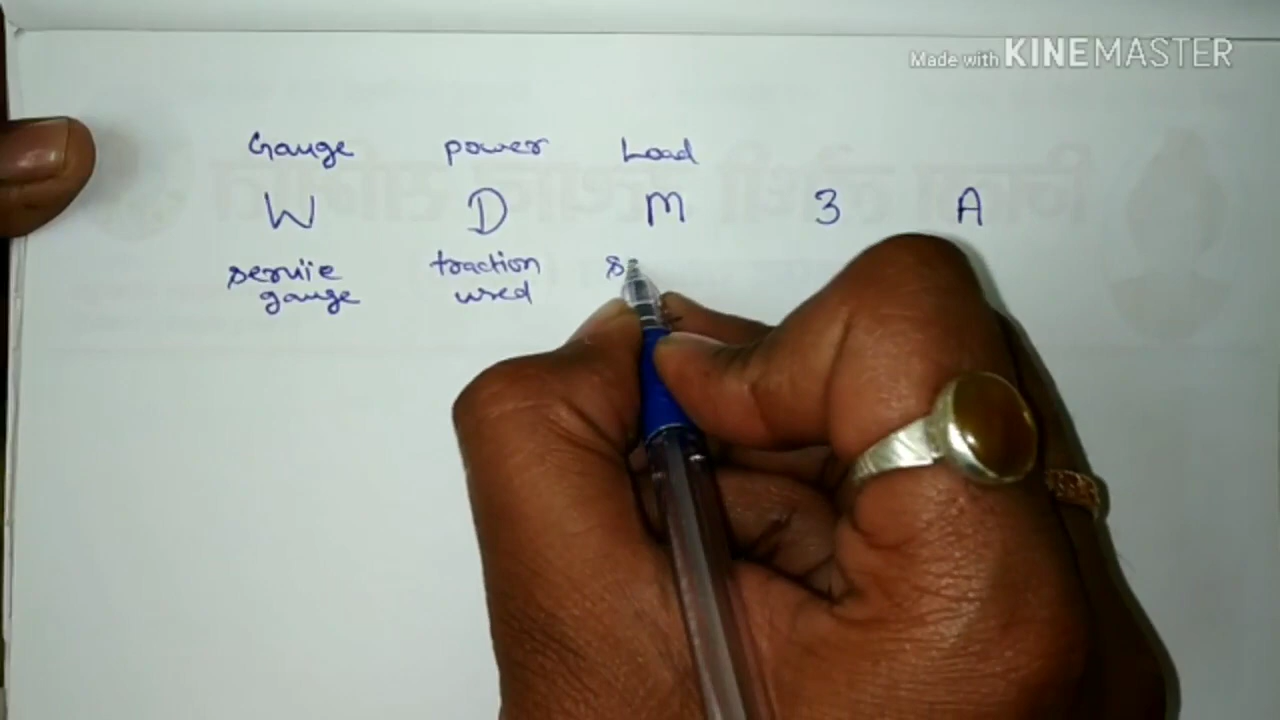 Made with KINEMASTER
Gauge power Load
W D M 3 A
servie traction s
gauge used